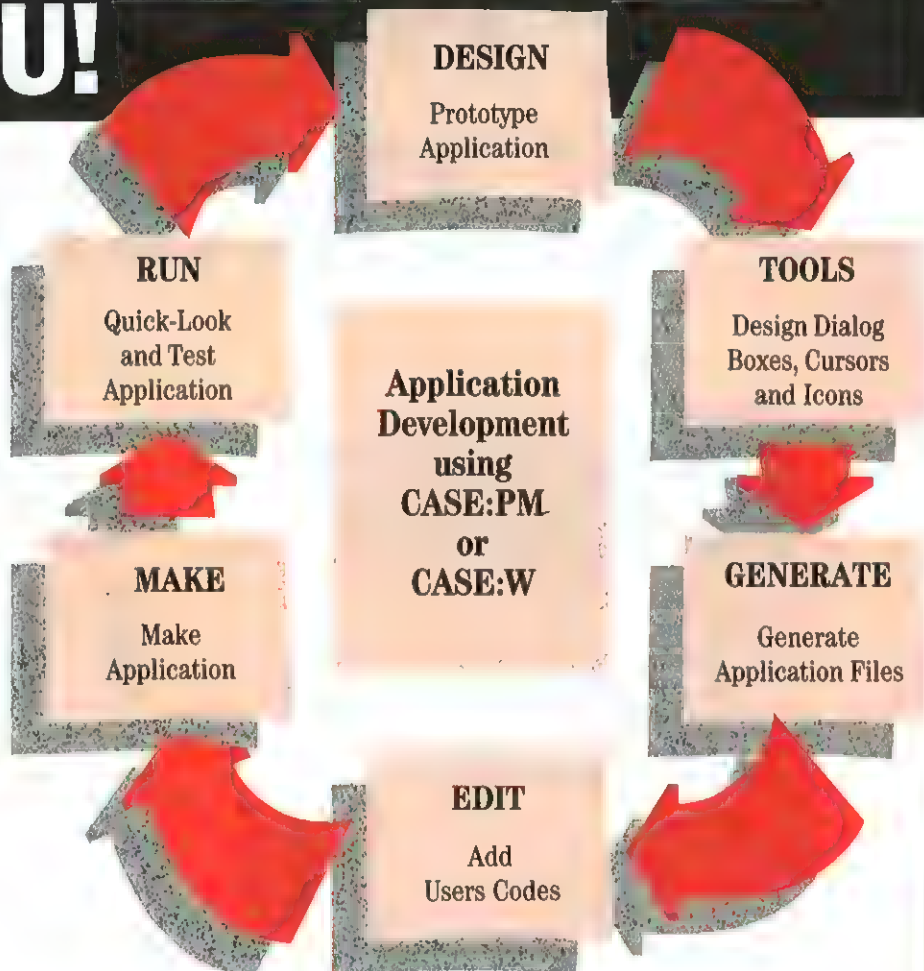 U!
DESIGN
Prototype
Application
TOOLS
Design Dialog
Boxes, Cursors
and Icons
GENERATE
Generate
Application Files
EDIT
Add
Users Codes
MAKE
Make
Application
RUN
Quick-Look
and Test
Application
Application
Development
using
CASE:PM
or
CASE:W